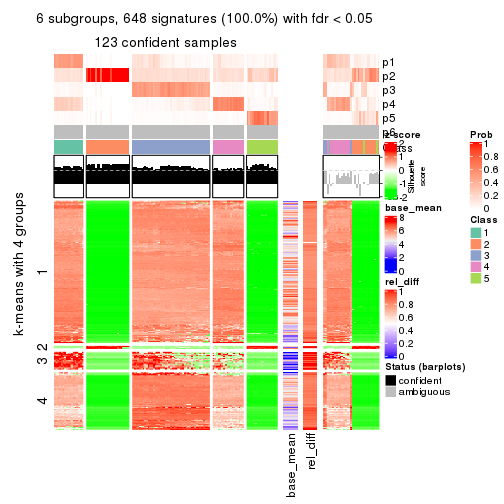 6 subgroups, 648 signatures (100.0%) with fdr < 0.05
123 confident samples
p1
p2
p3
p4
p5
p6
Class
z-score
2
1
0
-1
-2
Silhouette
score
base_mean
8
6
4
2
0
rel_diff
1
0.8
0.6
0.4
0.2
0
Status (barplots)
confident
ambiguous
Prob
1
0.8
0.6
0.4
0.2
0
Class
1
2
3
4
5
k-means with 4 groups
1
2
3
4
base_mean
rel_diff